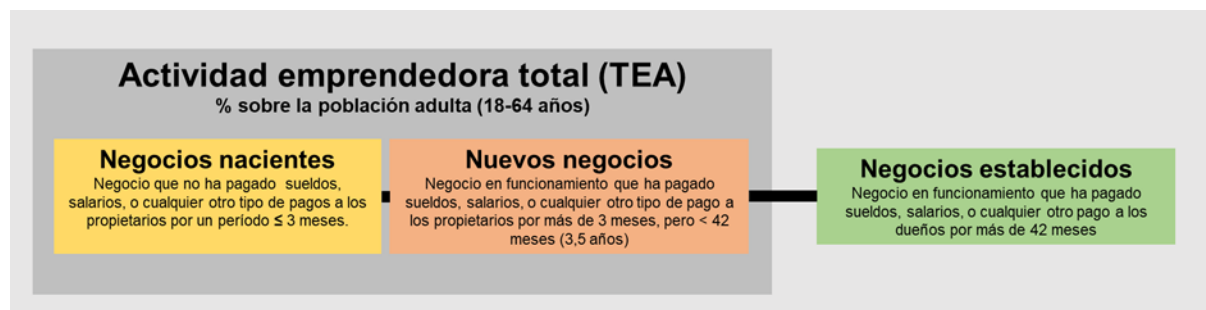 Actividad emprendedora total (TEA)
% sobre la población adulta (18-64 años)
Negocios nacientes
Negocio que no ha pagado sueldos,
salarios, o cualquier otro tipo de pagos a los
propietarios por un período ≤ 3 meses.
Nuevos negocios
Negocio en funcionamiento que ha pagado
sueldos, salarios, o cualquier otro tipo de pago a
los propietarios por más de 3 meses, pero < 42
meses (3,5 años)
Negocios establecidos
Negocio en funcionamiento que ha pagado
sueldos, salarios, o cualquier otro pago a los
dueños por más de 42 meses